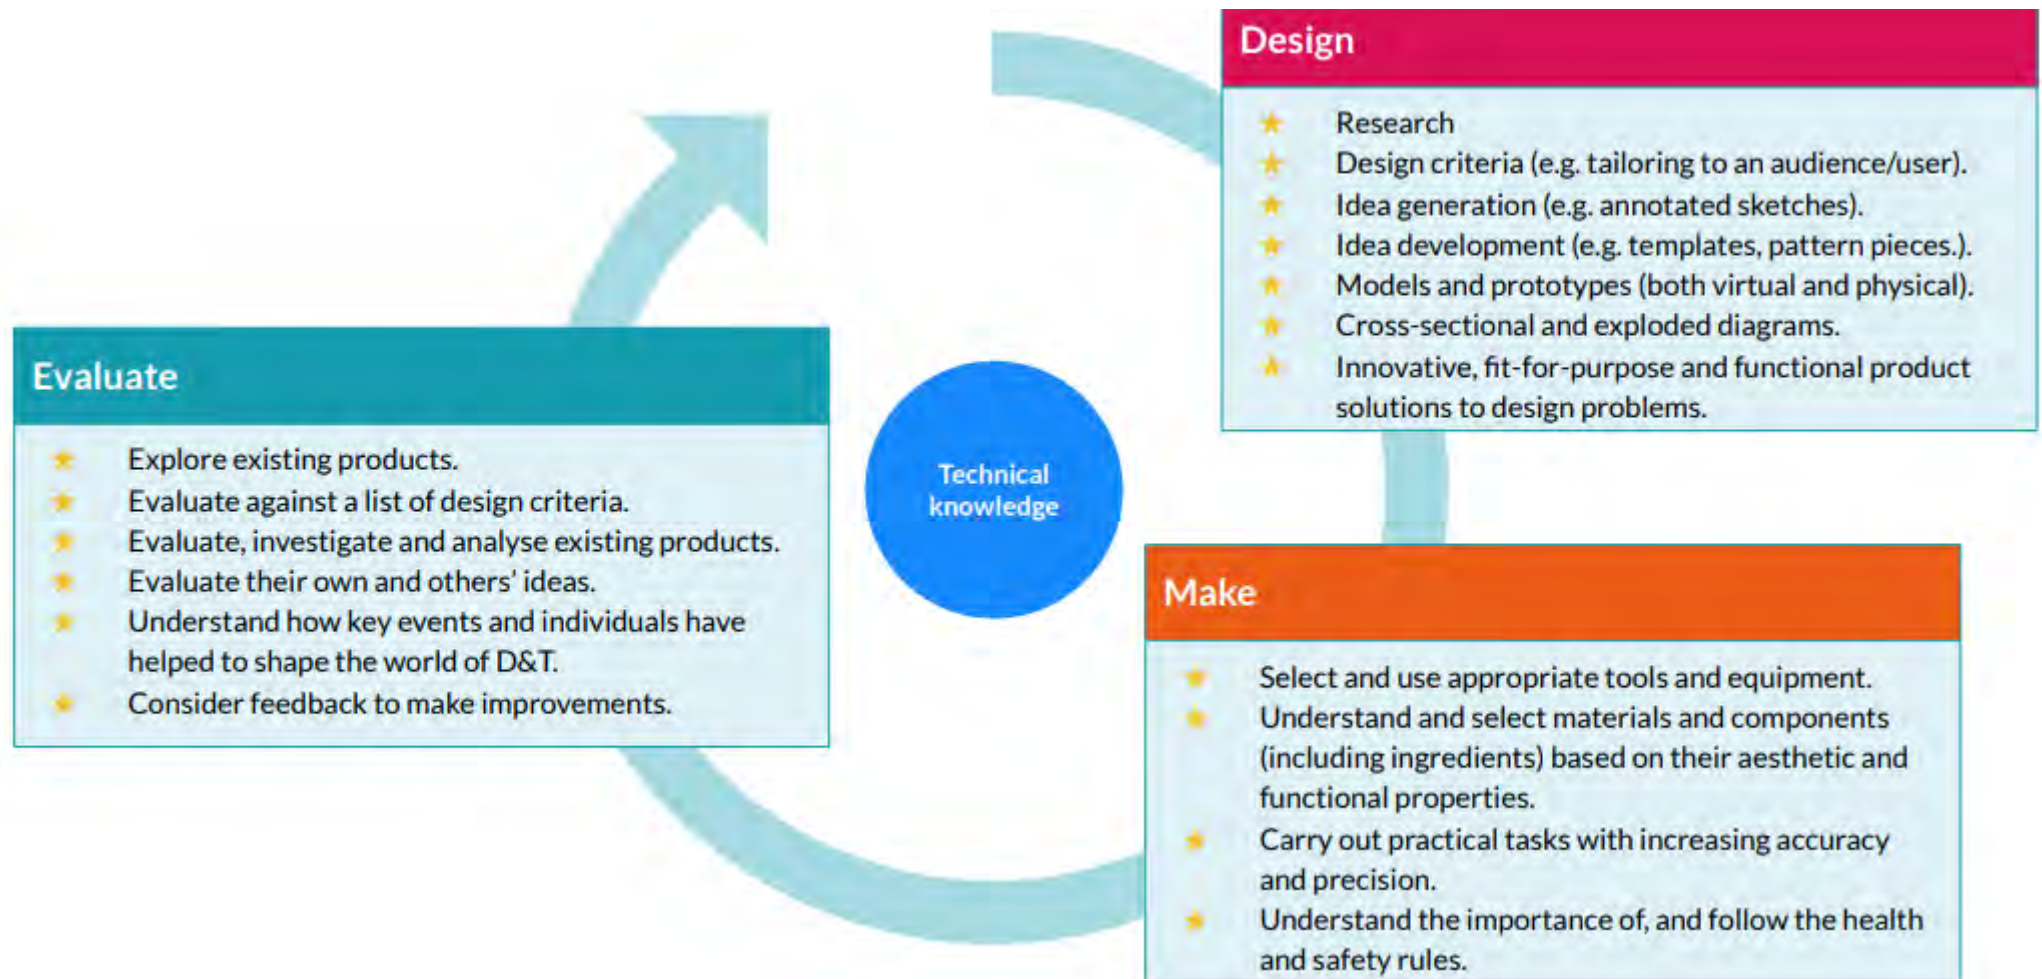 Design
Research
Design criteria (e.g. tailoring to an audience/user).
Idea generation (e.g. annotated sketches).
Idea development (e.g. templates, pattern pieces.).
Models and prototypes (both virtual and physical).
Cross-sectional and exploded diagrams.
Innovative, fit-for-purpose and functional product
solutions to design problems.
Make
Select and use appropriate tools and equipment.
Understand and select materials and components
(including ingredients) based on their aesthetic and
functional properties.
Carry out practical tasks with increasing accuracy
and precision.
Understand the importance of, and follow the health
and safety rules.
Evaluate
Explore existing products.
Evaluate against a list of design criteria.
Evaluate, investigate and analyse existing products.
Evaluate their own and others' ideas.
Understand how key events and individuals have
helped to shape the world of D&T.
Consider feedback to make improvements.
Technical
knowledge